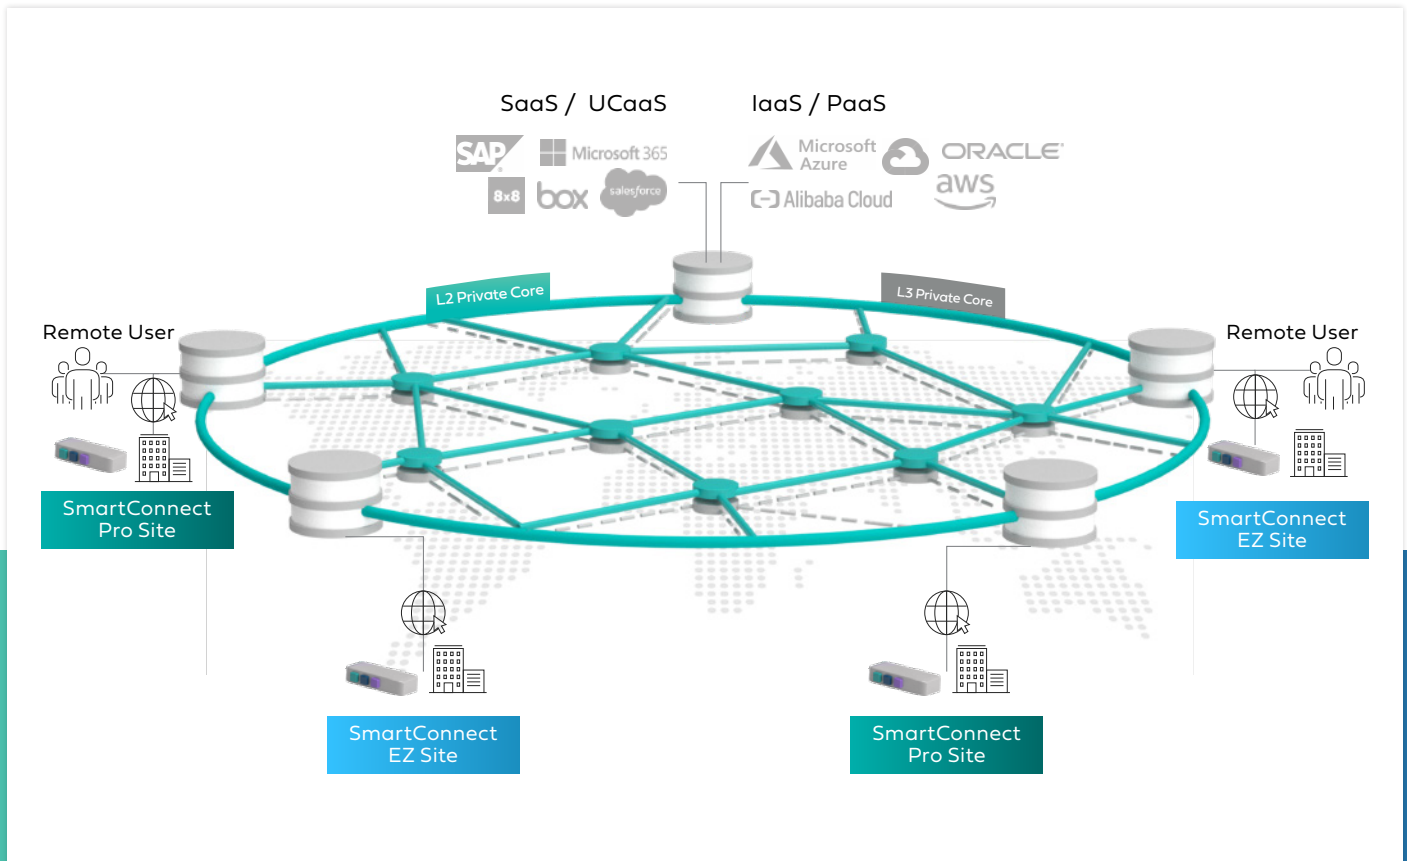 SaaS / UCaaS
IaaS / PaaS
SAP
Microsoft 365
Microsoft
Azure
ORACLE
8x8
box
salesforce
Alibaba Cloud
aws
L2 Private Core
L3 Private Core
Remote User
Remote User
SmartConnect
Pro Site
SmartConnect
EZ Site
SmartConnect
EZ Site
SmartConnect
Pro Site